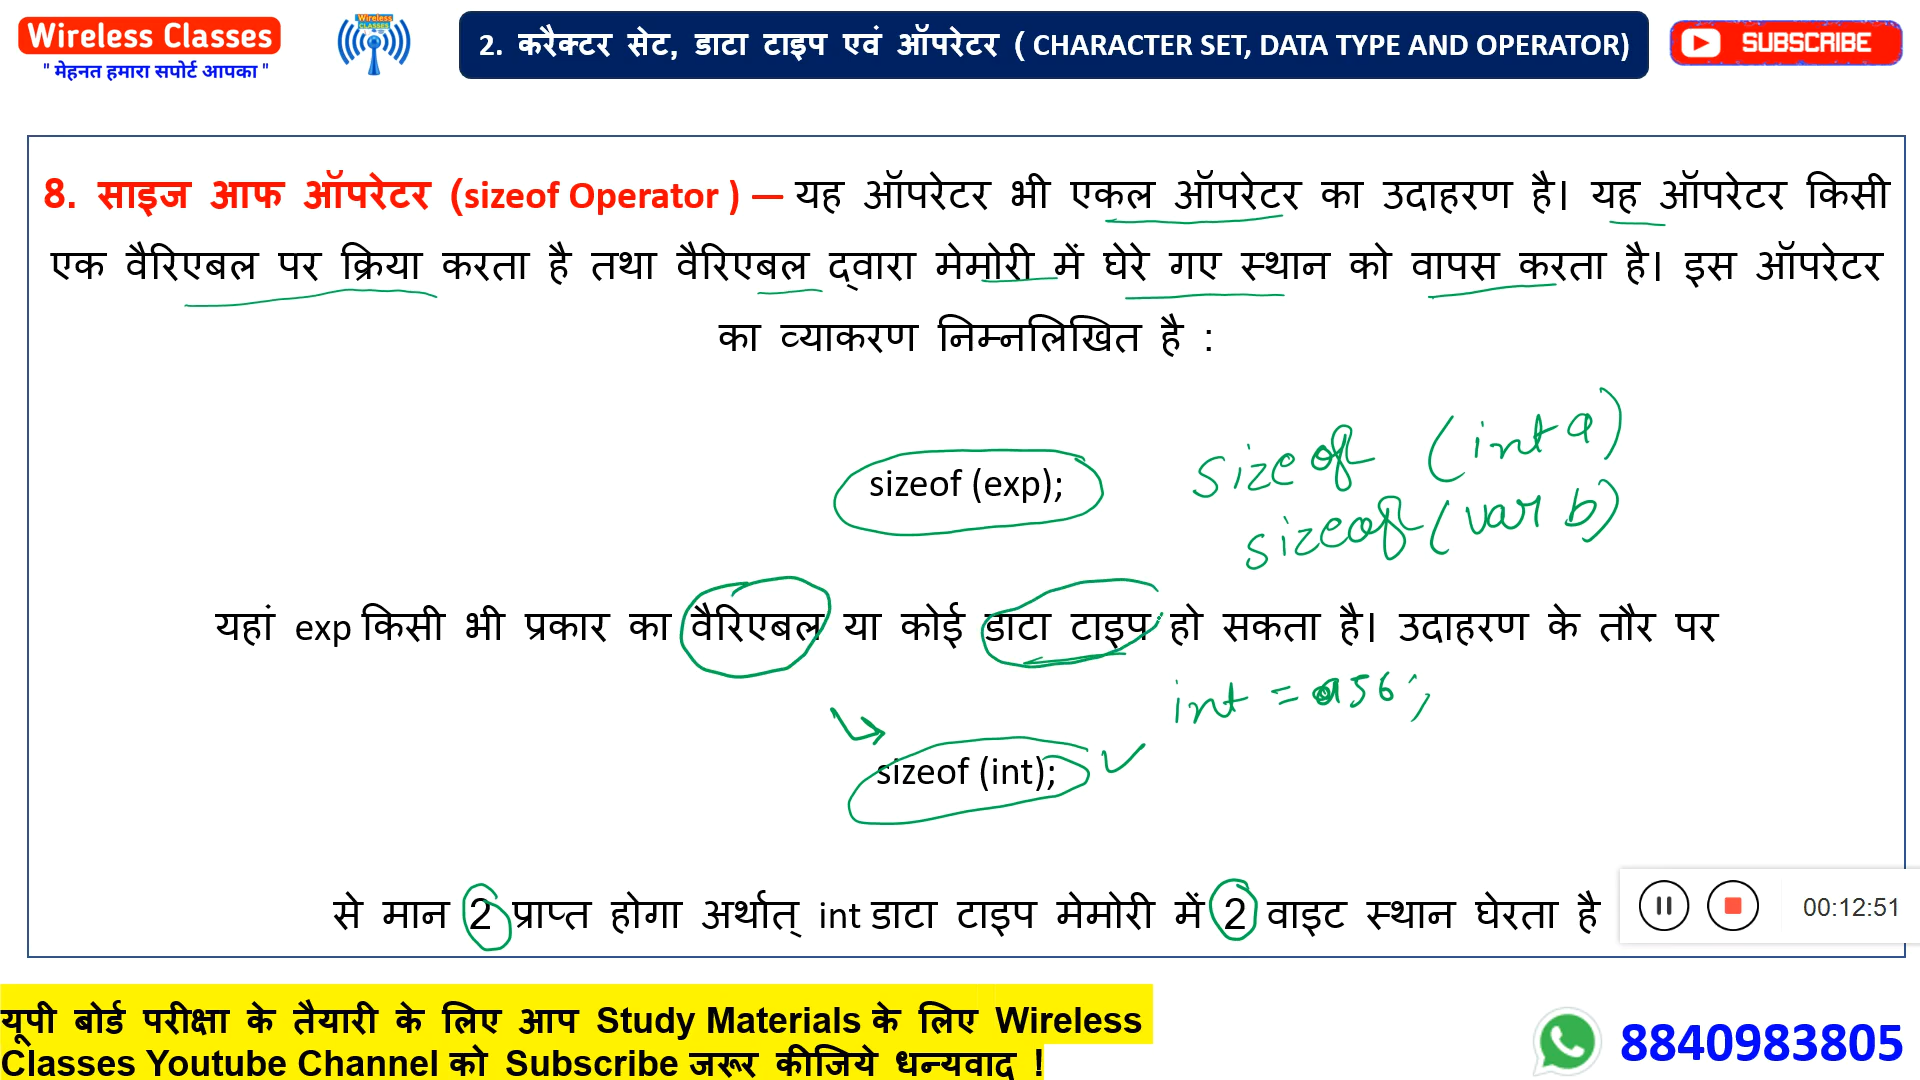 Wireless Classes
" मेहनत हमारा सपोर्ट आपका "
Wireless
CLASSES
2. करैक्टर सेट, डाटा टाइप एवं ऑपरेटर ( CHARACTER SET, DATA TYPE AND OPERATOR)
SUBSCRIBE
8. साइज आफ ऑपरेटर (sizeof Operator ) — यह ऑपरेटर भी एकल ऑपरेटर का उदाहरण है। यह ऑपरेटर किसी
एक वैरिएबल पर क्रिया करता है तथा वैरिएबल द्वारा मेमोरी में घेरे गए स्थान को वापस करता है। इस ऑपरेटर
का व्याकरण निम्नलिखित है :
sizeof (int a)
sizeof (exp);
sizeof (var b)
यहां exp किसी भी प्रकार का वैरिएबल या कोई डाटा टाइप हो सकता है। उदाहरण के तौर पर
int = a56;
sizeof (int);
से मान 2 प्राप्त होगा अर्थात् int डाटा टाइप मेमोरी में 2 वाइट स्थान घेरता है
00:12:51
यूपी बोर्ड परीक्षा के तैयारी के लिए आप Study Materials के लिए Wireless
Classes Youtube Channel को Subscribe जरूर कीजिये धन्यवाद !
8840983805